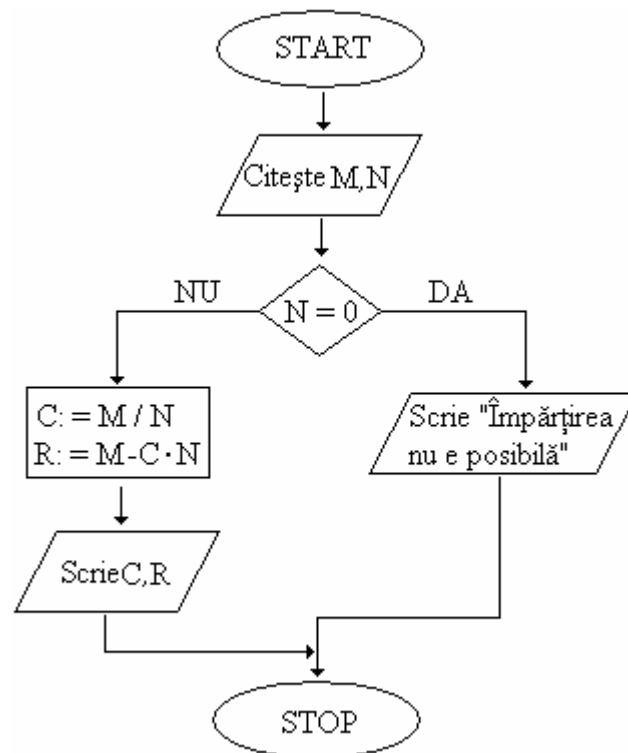 START
Citeşte M,N
NU
N = 0
DA
C: = M / N
R: = M-C·N
Scrie "Împărţirea
nu e posibilă"
ScrieC,R
STOP